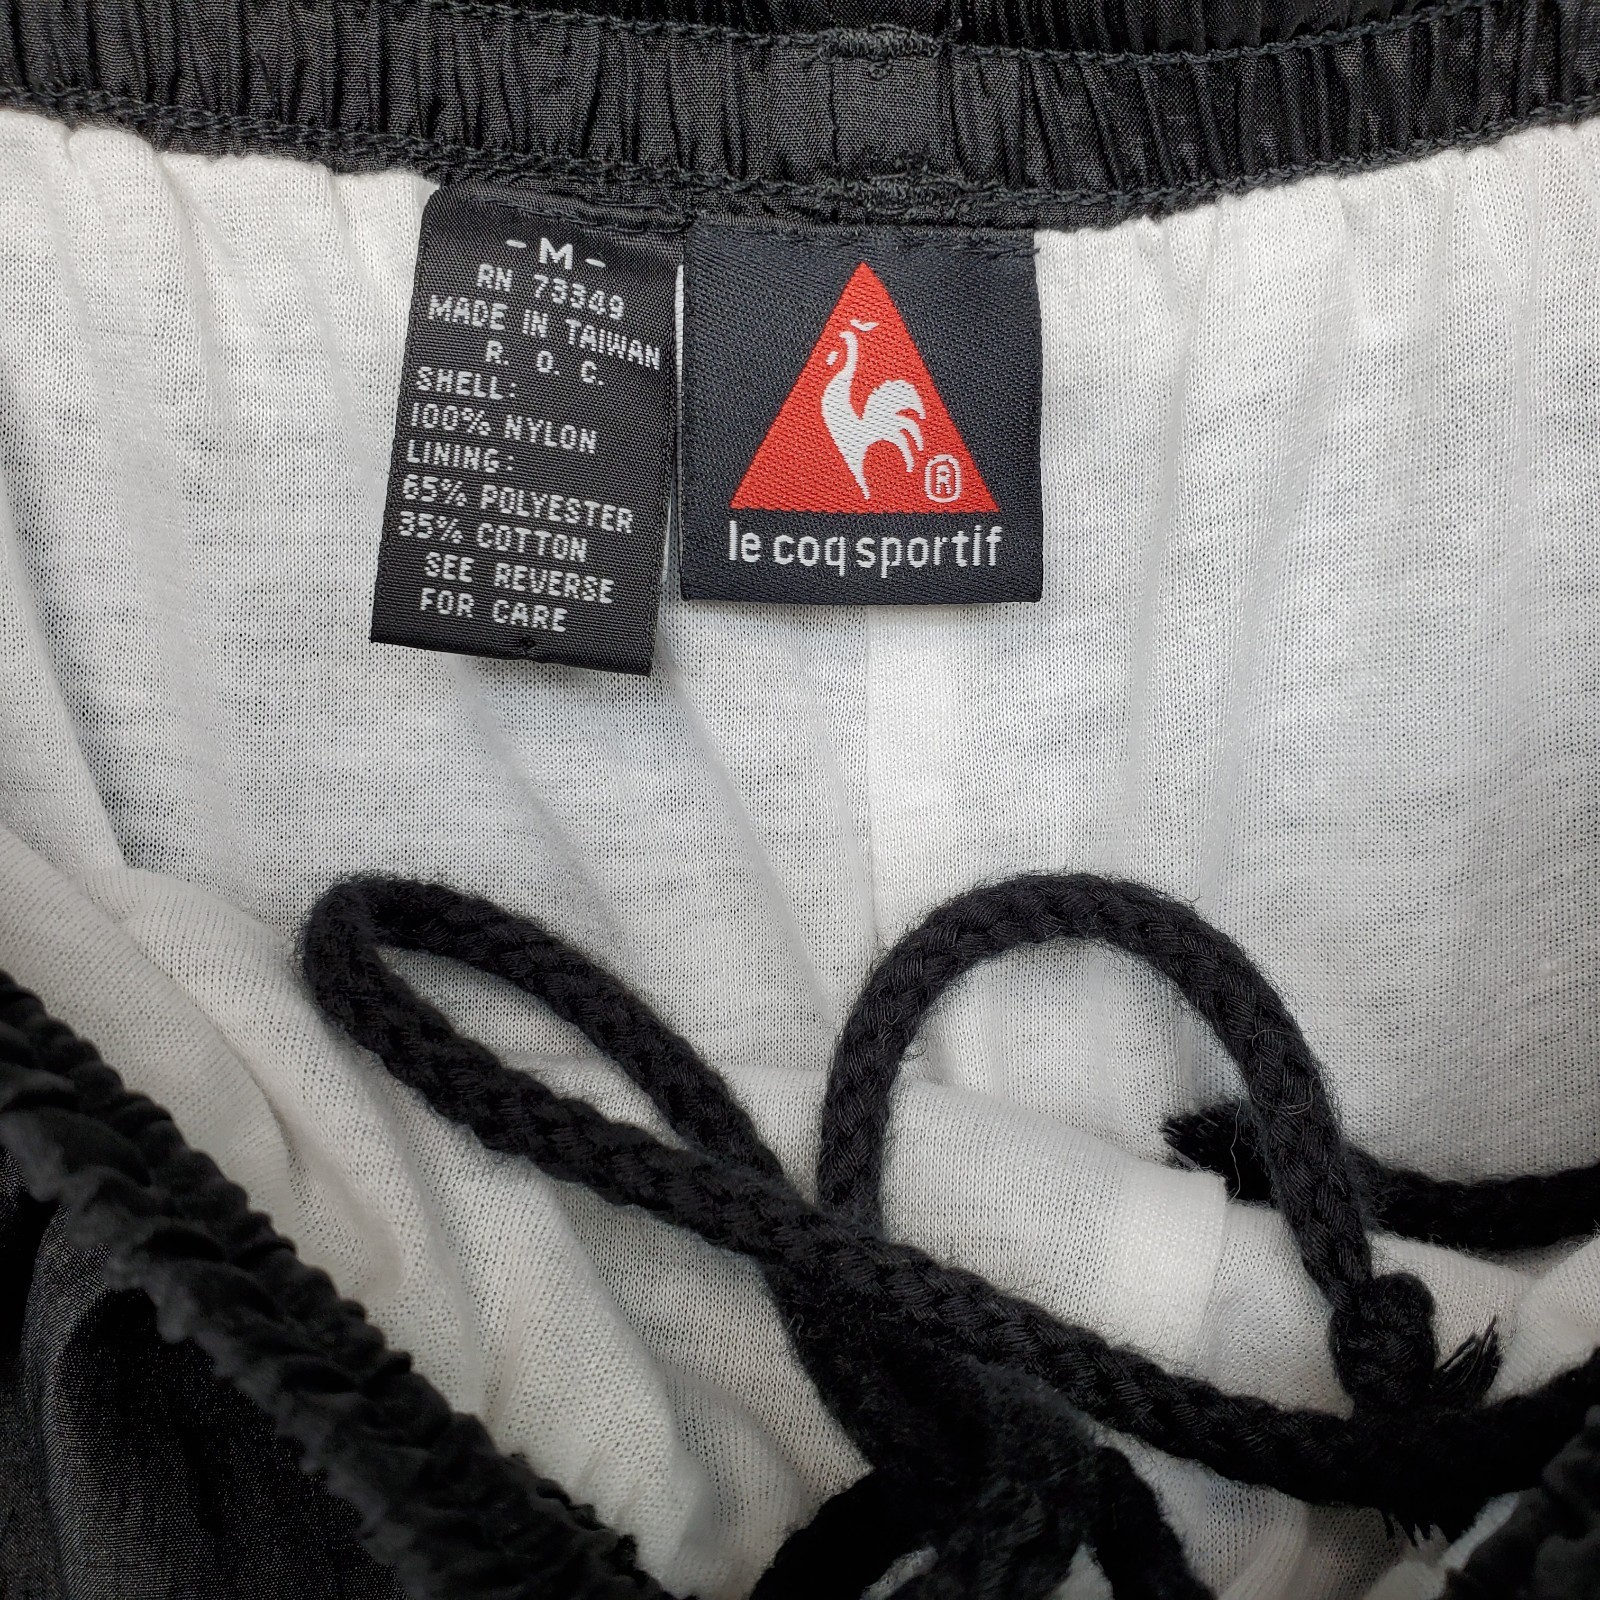 - M -
RN 79949
MADE IN TAIWAN
R. O. C.
SHELL:
100% NYLON
LINING:
65% POLYESTER
35% COTTON
SEE REVERSE
FOR CARE
®
le coq sportif